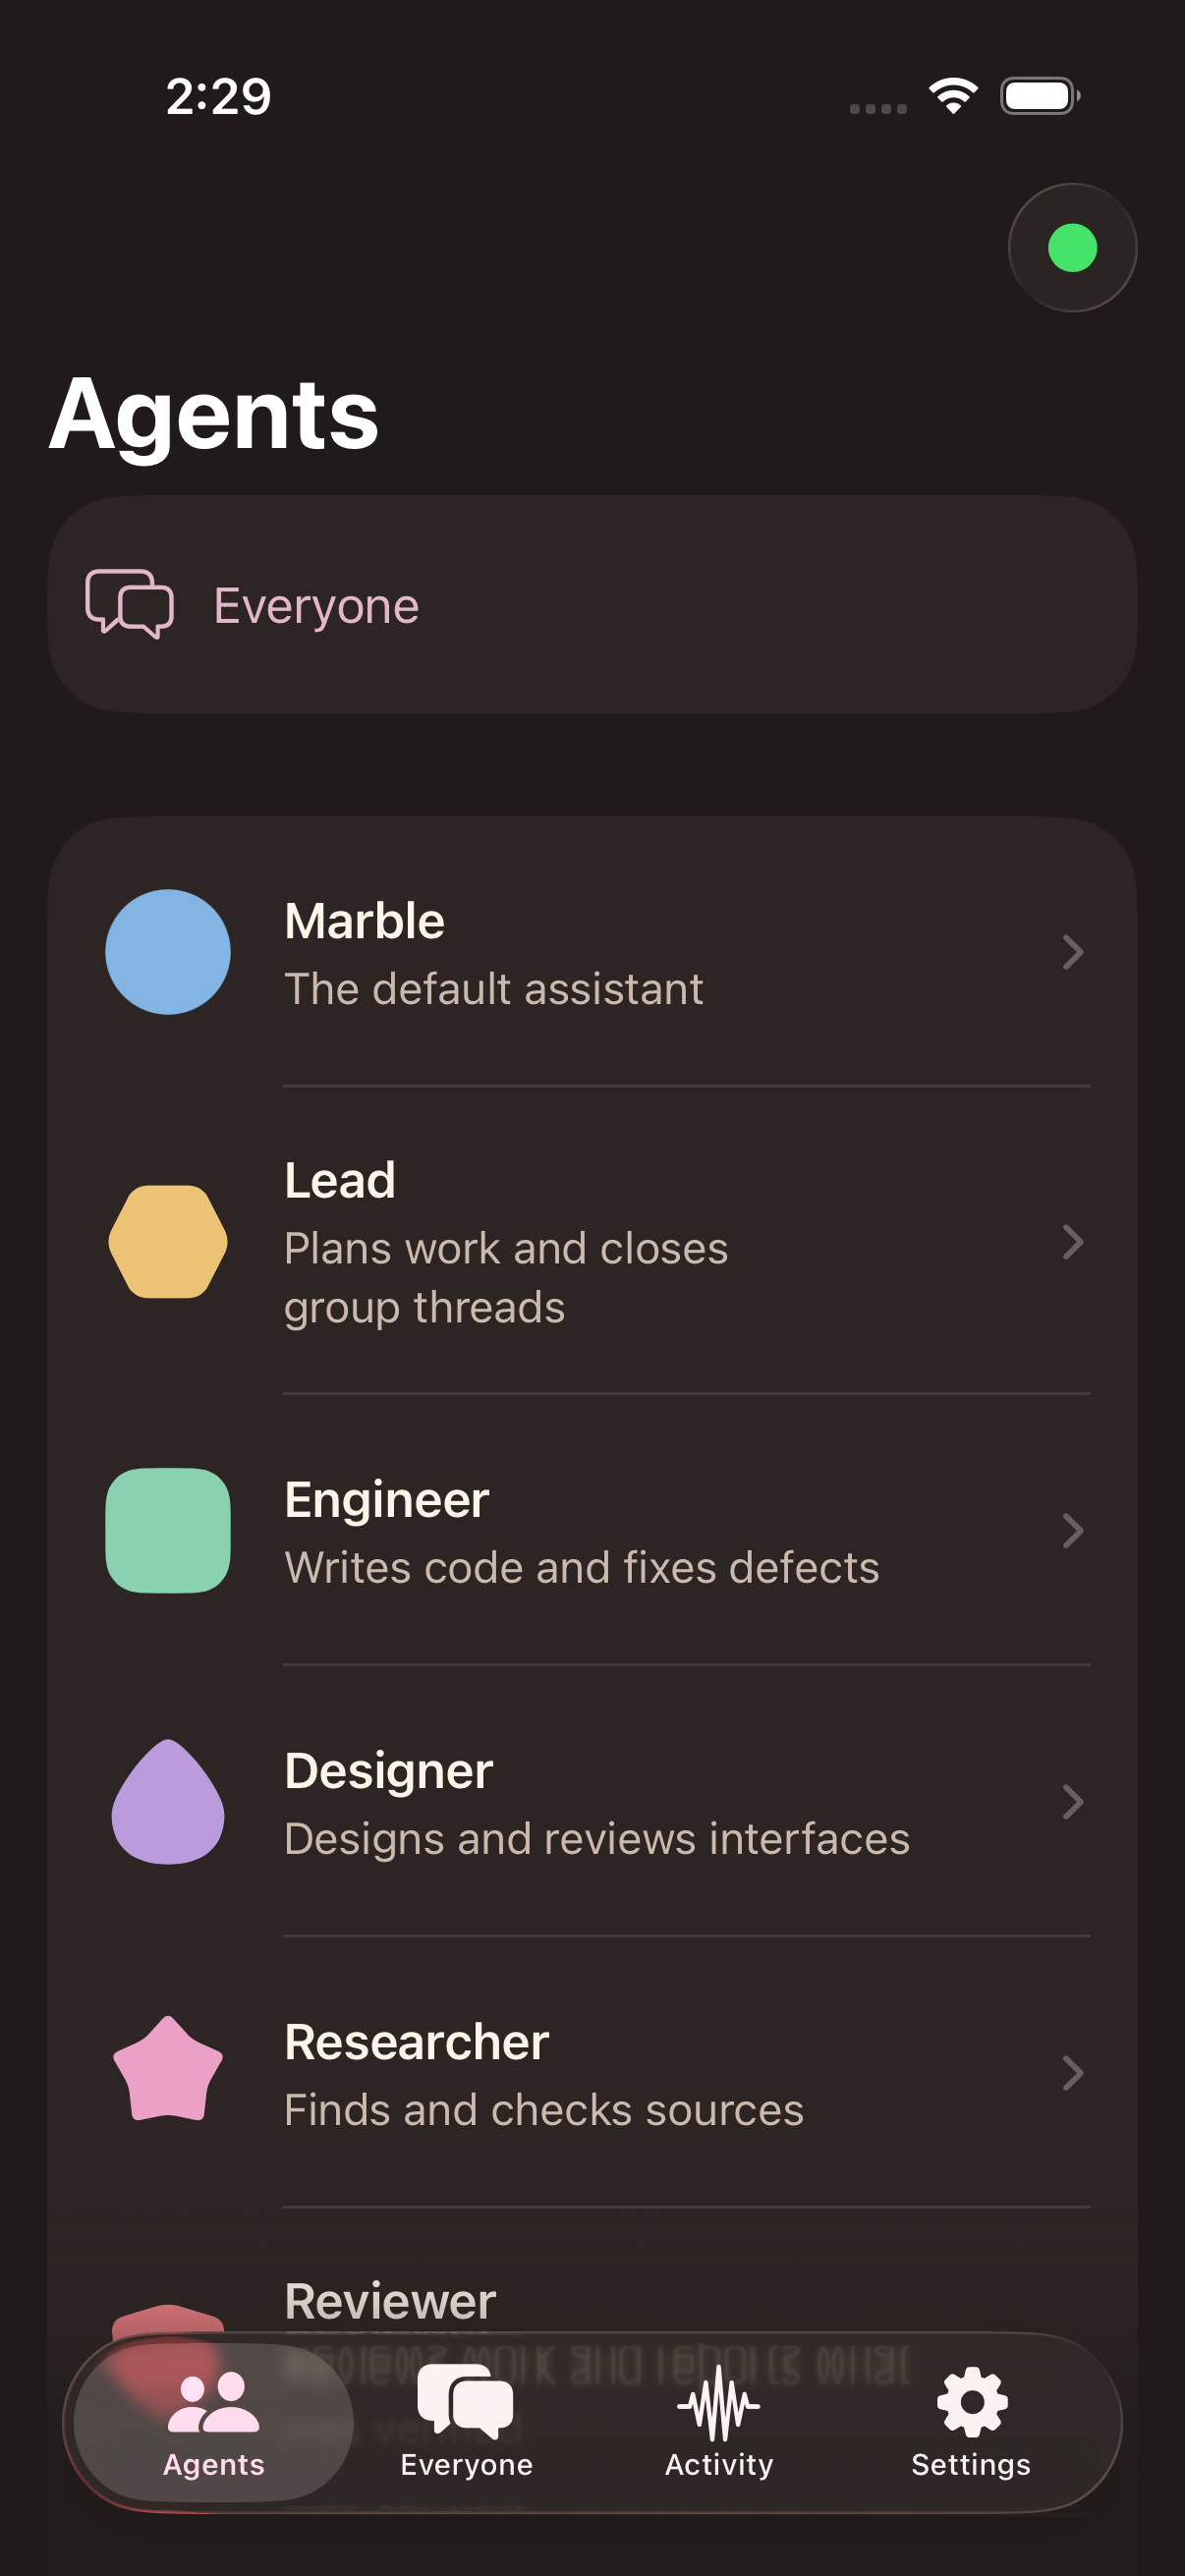 2:29
Agents
Everyone
Marble
The default assistant
Lead
Plans work and closes
group threads
Engineer
Writes code and fixes defects
Designer
Designs and reviews interfaces
Researcher
Finds and checks sources
Reviewer
Agents
Everyone
Activity
Settings